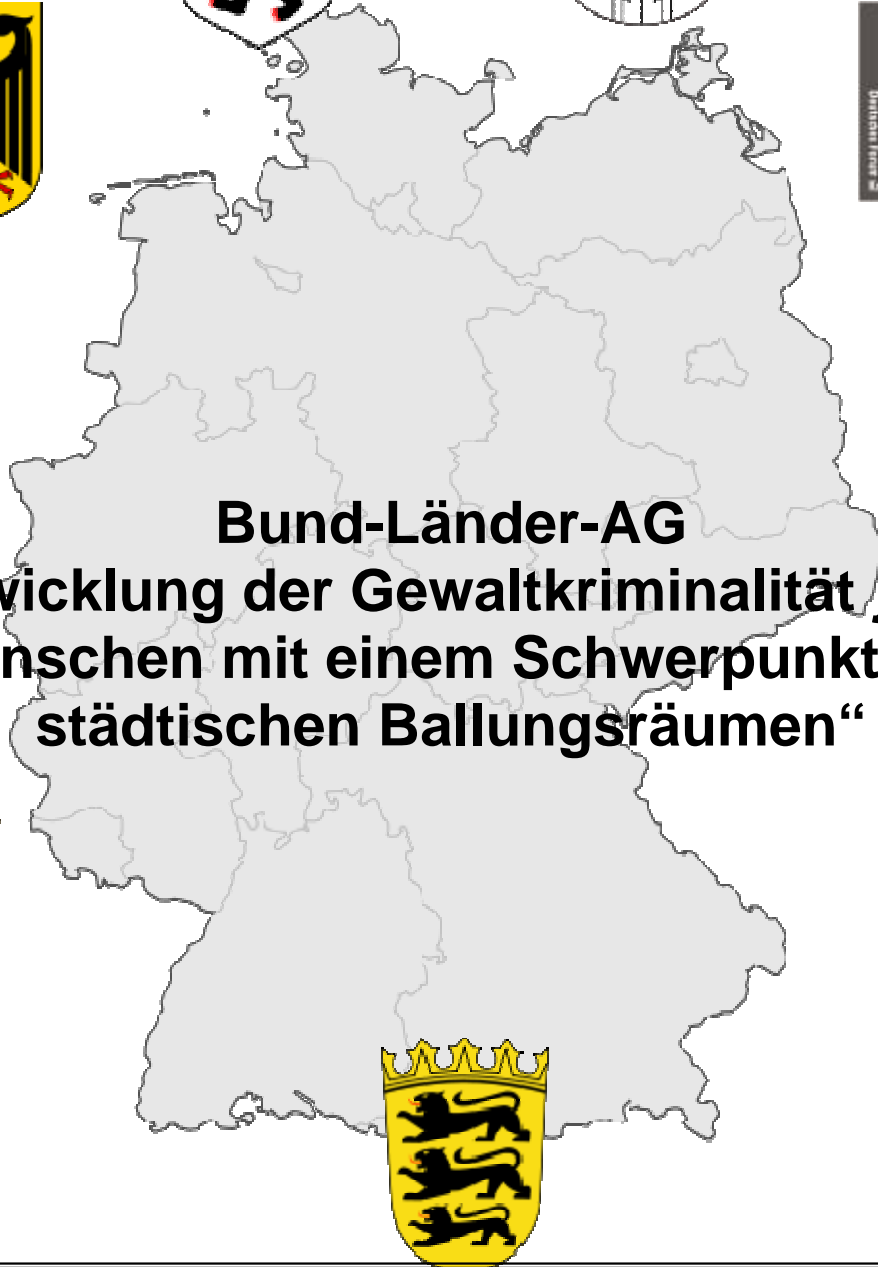 Bund-Länder-AG
wicklung der Gewaltkriminalität
nschen mit einem Schwerpunkt
städtischen Ballungsräumen“